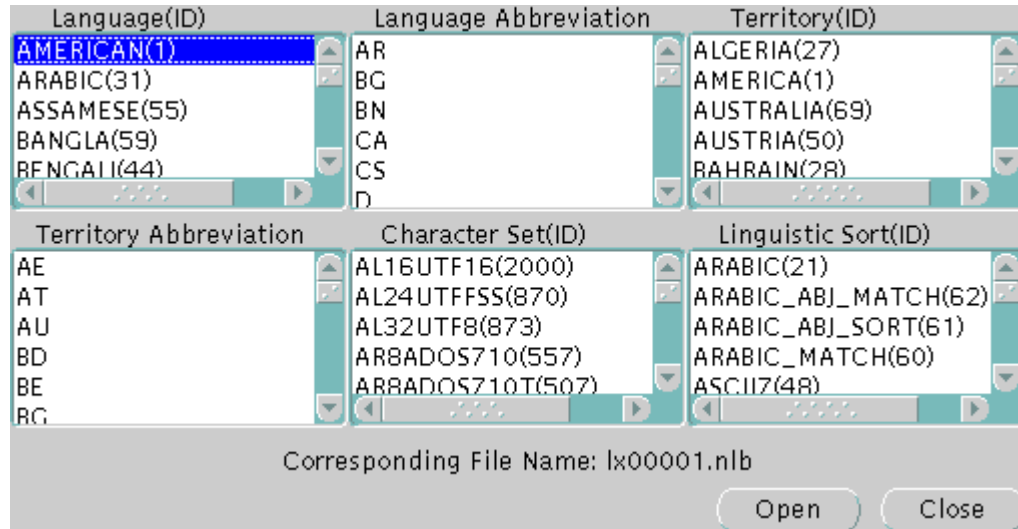 Language(ID)
AMERICAN(1)
ARABIC(31)
ASSAMESE(55)
BANGLA(59)
BENGALI(44)
Language Abbreviation
AR
BG
BN
CA
CS
D
Territory(ID)
ALGERIA(27)
AMERICA(1)
AUSTRALIA(69)
AUSTRIA(50)
BAHRAIN(28)
Territory Abbreviation
AE
AT
AU
BD
BE
BG
Character Set(ID)
AL16UTF16(2000)
AL24UTFFSS(870)
AL32UTF8(873)
AR8ADOS710(557)
AR8ADOS710T(507)
Linguistic Sort(ID)
ARABIC(21)
ARABIC_ABJ_MATCH(62)
ARABIC_ABJ_SORT(61)
ARABIC_MATCH(60)
ASCII7(48)
Corresponding File Name: lx00001.nlb
Open
Close